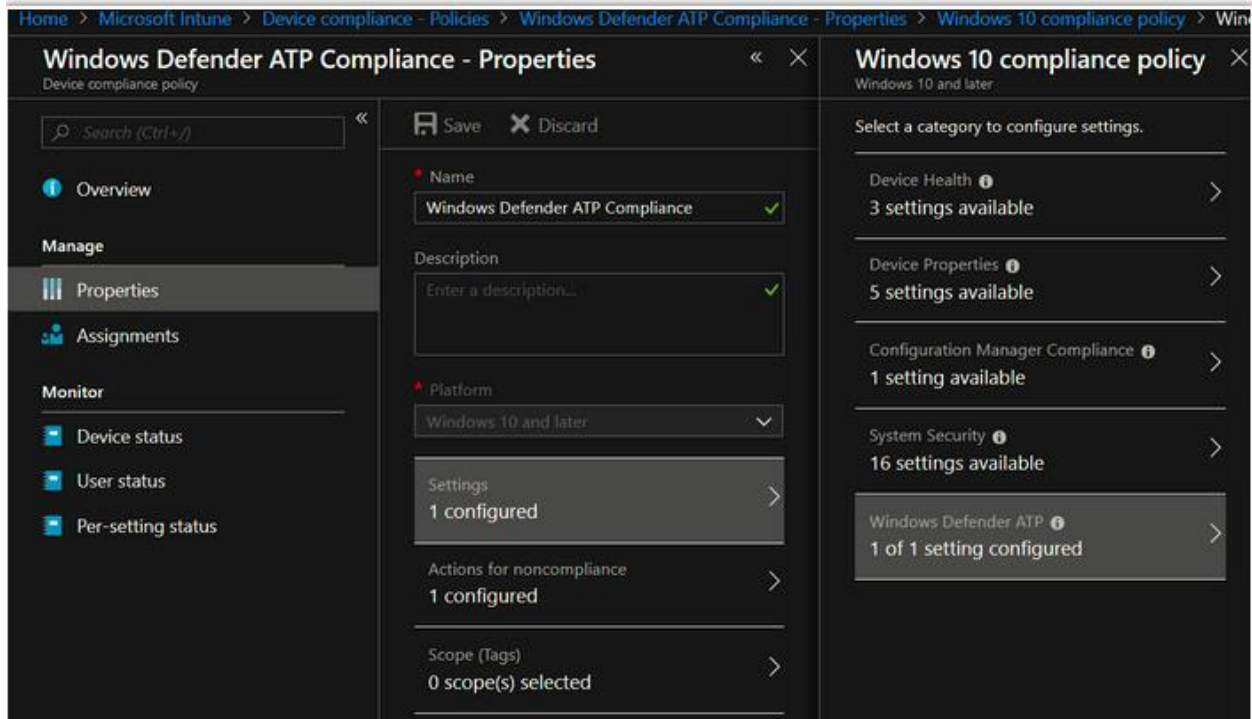 Home > Microsoft Intune > Device compliance - Policies > Windows Defender ATP Compliance - Properties > Windows 10 compliance policy >
Windows Defender ATP Compliance - Properties
Device compliance policy
Search (Ctrl+/)
Overview
Manage
Properties
Assignments
Monitor
Device status
User status
Per-setting status
Save Discard
* Name
Windows Defender ATP Compliance
Description
Enter a description...
* Platform
Windows 10 and later
Settings
1 configured
Actions for noncompliance
1 configured
Scope (Tags)
0 scope(s) selected
Windows 10 compliance policy
Windows 10 and later
Select a category to configure settings.
Device Health
3 settings available
Device Properties
5 settings available
Configuration Manager Compliance
1 setting available
System Security
16 settings available
Windows Defender ATP
1 of 1 setting configured